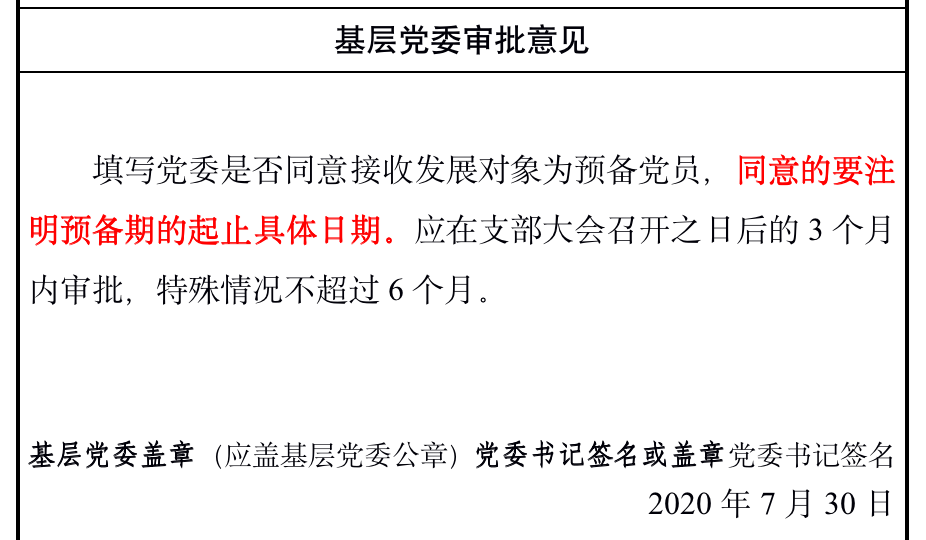 基层党委审批意见
填写党委是否同意接收发展对象为预备党员，同意的要注
明预备期的起止具体日期。应在支部大会召开之日后的 3 个月
内审批，特殊情况不超过 6 个月。
基层党委盖章（应盖基层党委公章）党委书记签名或盖章党委书记签名
2020 年 7 月 30 日